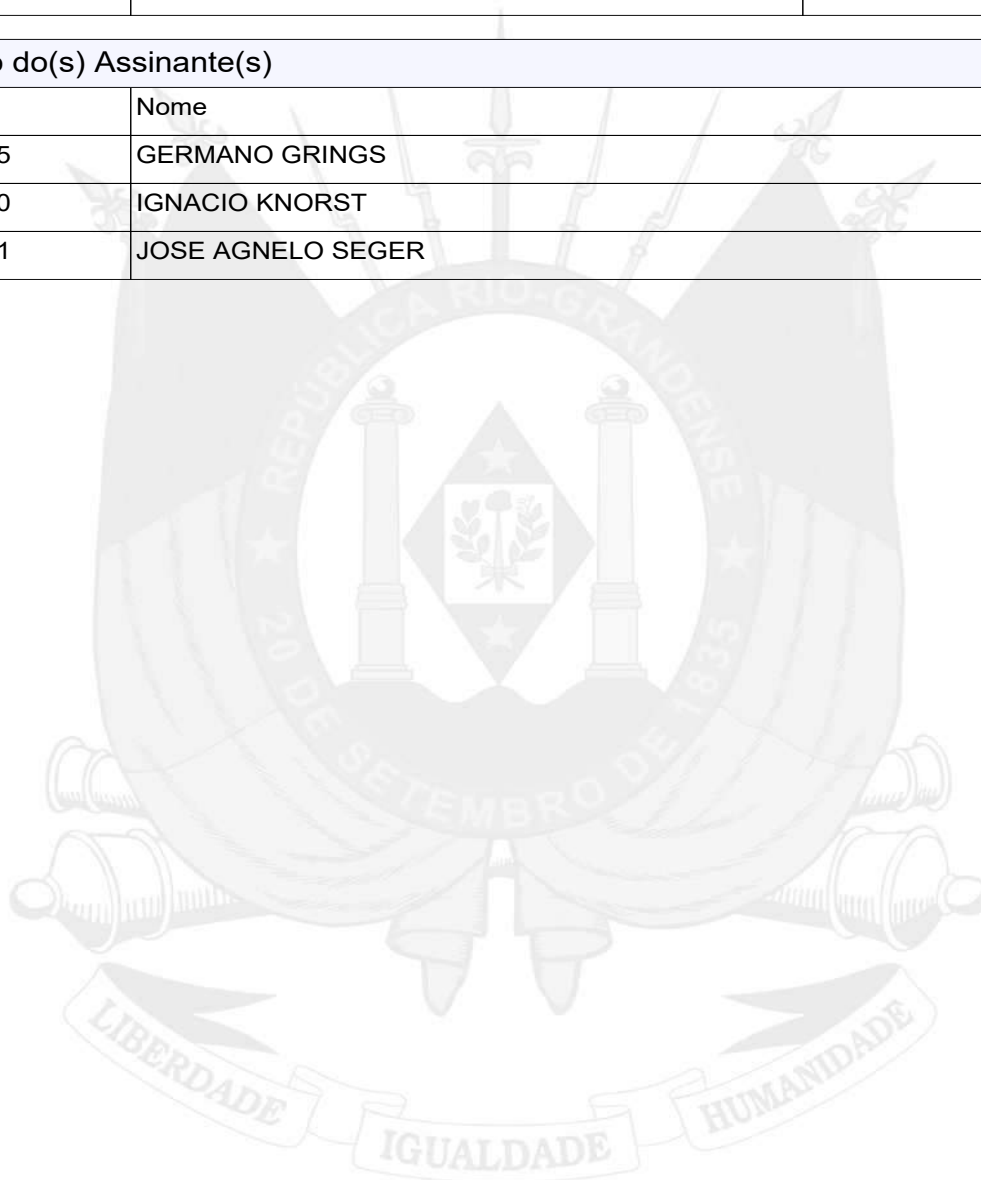 o do(s) Assinante(s)
Nome
5 GERMANO GRINGS
0 IGNACIO KNORST
1 JOSE AGNELO SEGER
REPÚBLICA RIO-GRANDENSE
20 DE SETEMBRO DE 1835
LIBERDADE IGUALDADE HUMANIDADE